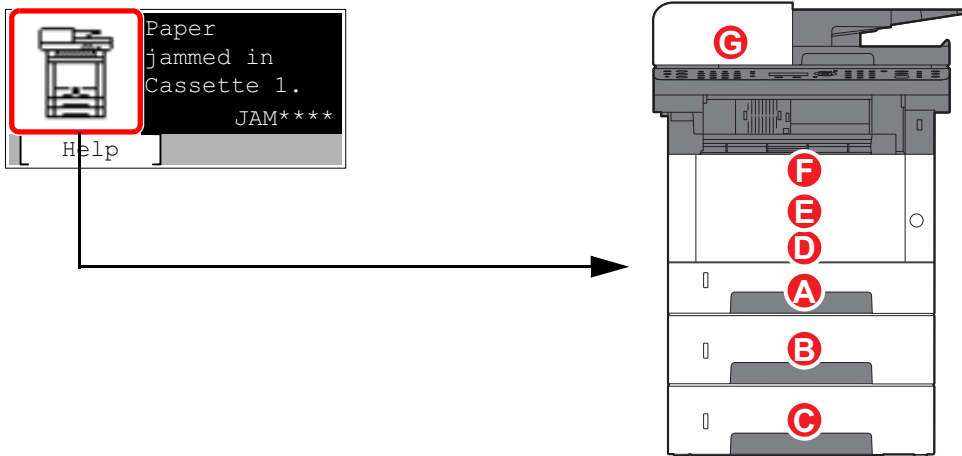 Paper
jammed in
Cassette 1.
JAM****
Help
G
F
E
D
A
B
C